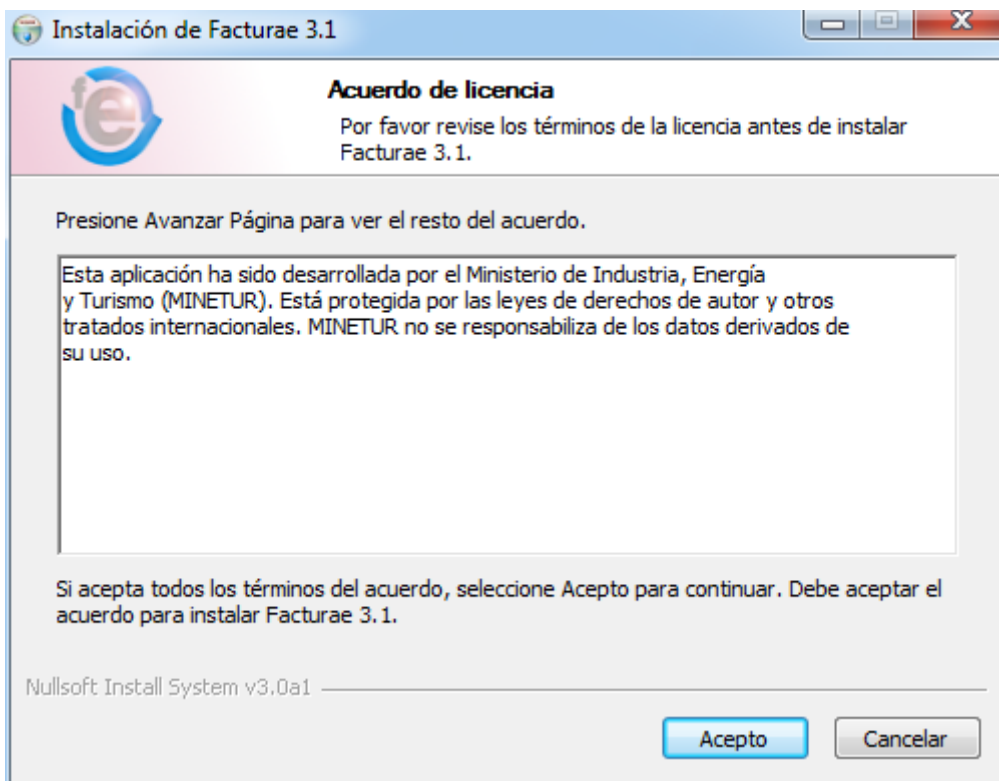 Instalación de Facturae 3.1
fe
Acuerdo de licencia
Por favor revise los términos de la licencia antes de instalar
Facturae 3.1.
Presione Avanzar Página para ver el resto del acuerdo.
Esta aplicación ha sido desarrollada por el Ministerio de Industria, Energía
y Turismo (MINETUR). Está protegida por las leyes de derechos de autor y otros
tratados internacionales. MINETUR no se responsabiliza de los datos derivados de
su uso.
Si acepta todos los términos del acuerdo, seleccione Acepto para continuar. Debe aceptar el
acuerdo para instalar Facturae 3.1.
Nullsoft Install System v3.0a1
Acepto
Cancelar